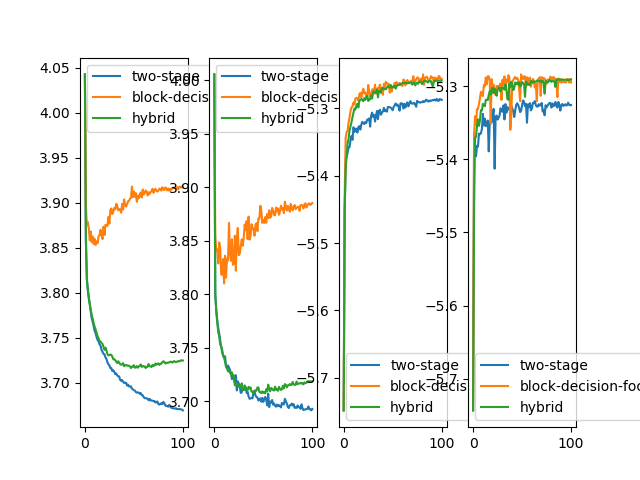 4.05
4.00
3.95
3.90
3.85
3.80
3.75
3.70
0
100
two-stage
block-decis
hybrid
4.00
3.95
3.90
3.85
3.80
3.75
3.70
0
100
two-stage
block-decis
hybrid
−5.3
−5.4
−5.5
−5.6
−5.7
0
100
two-stage
block-decis
hybrid
−5.3
−5.4
−5.6
−5.7
0
100
two-stage
block-decision-foc
hybrid